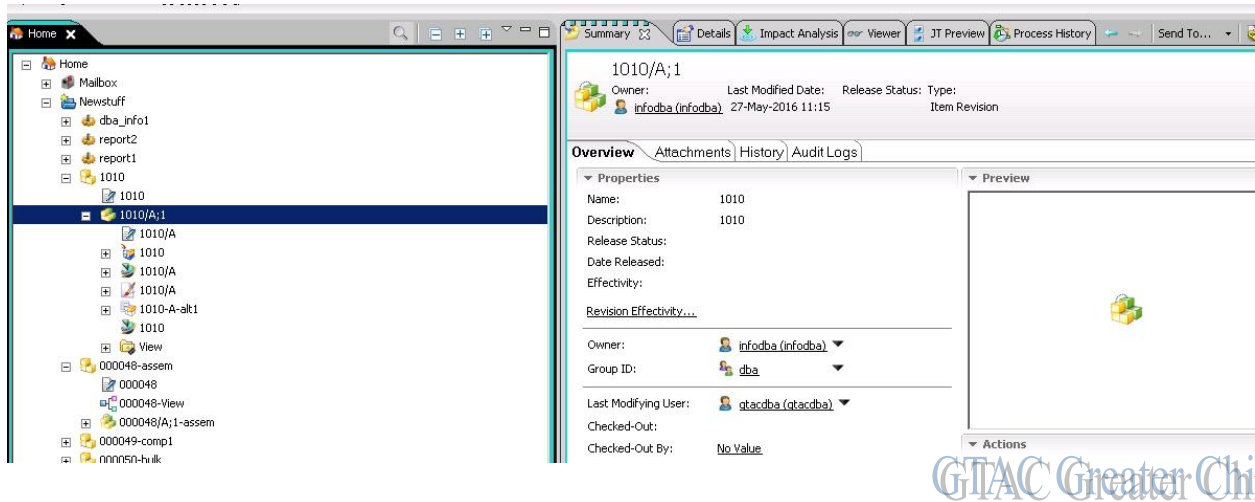 Home
Summary Details Impact Analysis Viewer JT Preview Process History Send To...
Home
Mailbox
Newstuff
dba_info1
report2
report1
1010
1010
1010/A;1
1010/A
1010
1010/A
1010/A
1010-A-alt1
1010
View
000048-assem
000048
000048-View
000048/A;1-assem
000049-comp1
000050-bulk
1010/A;1
Owner: Last Modified Date: Release Status: Type:
infodba (infodba) 27-May-2016 11:15 Item Revision
Overview Attachments History Audit Logs
Properties
Name: 1010
Description: 1010
Release Status:
Date Released:
Effectivity:
Revision Effectivity...
Owner: infodba (infodba)
Group ID: dba
Last Modifying User: gtacdba (gtacdba)
Checked-Out:
Checked-Out By: No Value
Preview
Actions
GTAC Greater Chi